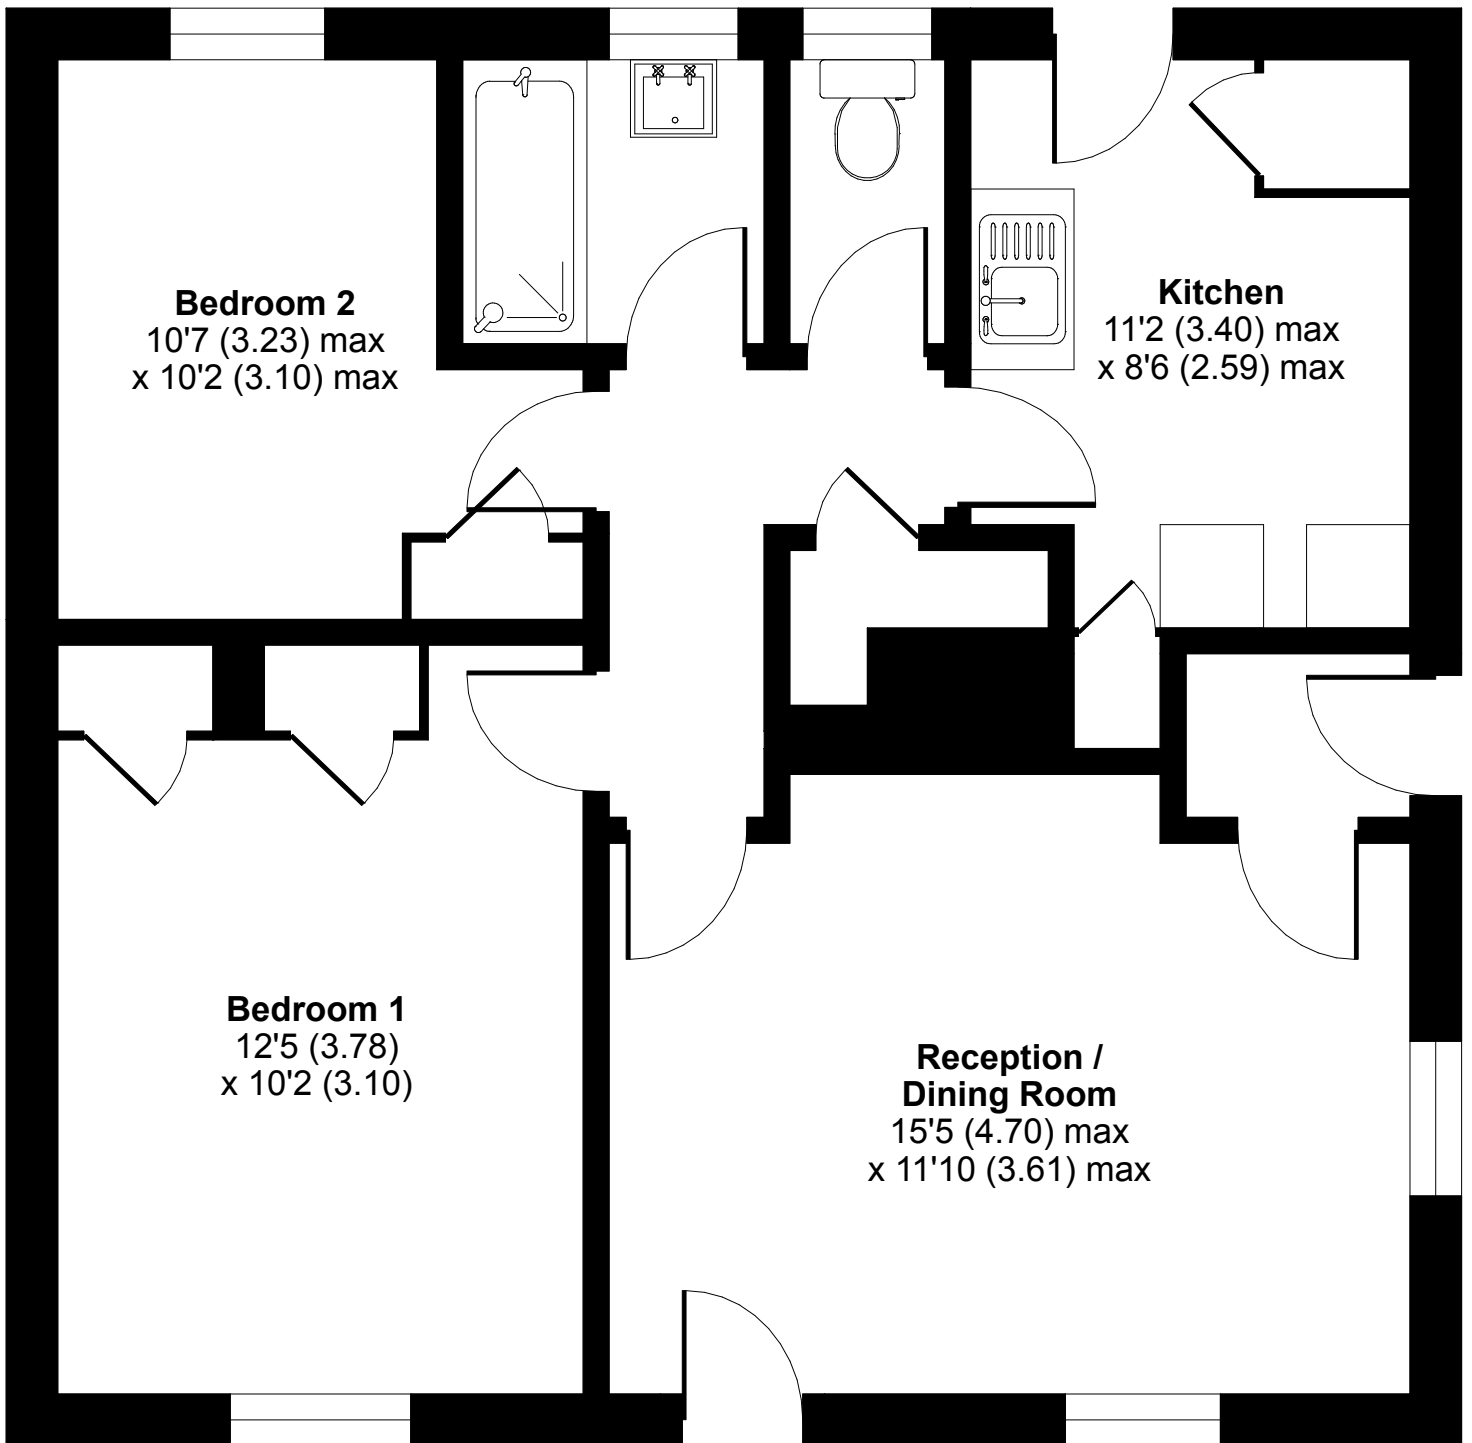 Bedroom 2
10'7 (3.23) max
x 10'2 (3.10) max
Kitchen
11'2 (3.40) max
x 8'6 (2.59) max
Bedroom 1
12'5 (3.78)
x 10'2 (3.10)
Reception /
Dining Room
15'5 (4.70) max
x 11'10 (3.61) max